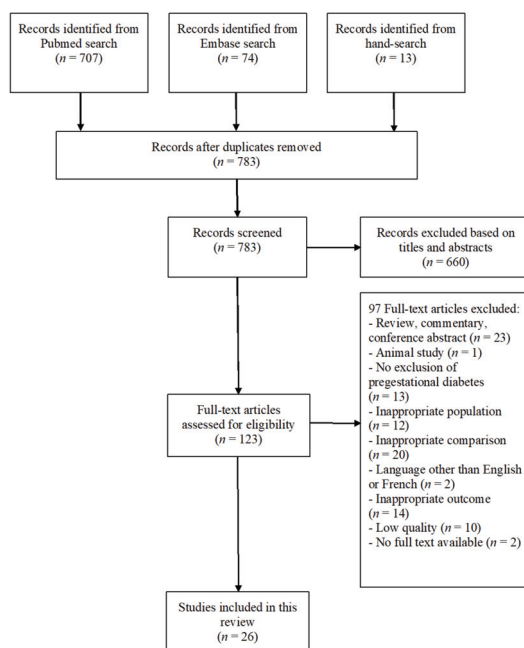 Records identified from
Pubmed search
(n = 707)
Records identified from
Embase search
(n = 74)
Records identified from
hand-search
(n = 13)
Records after duplicates removed
(n = 783)
Records screened
(n = 783)
Records excluded based on
titles and abstracts
(n = 660)
Full-text articles
assessed for eligibility
(n = 123)
97 Full-text articles excluded:
- Review, commentary,
conference abstract (n = 23)
- Animal study (n = 1)
- No exclusion of
pregestational diabetes
(n = 13)
- Inappropriate population
(n = 12)
- Inappropriate comparison
(n = 20)
- Language other than English
or French (n = 2)
- Inappropriate outcome
(n = 14)
- Low quality (n = 10)
- No full text available (n = 2)
Studies included in this
review
(n = 26)